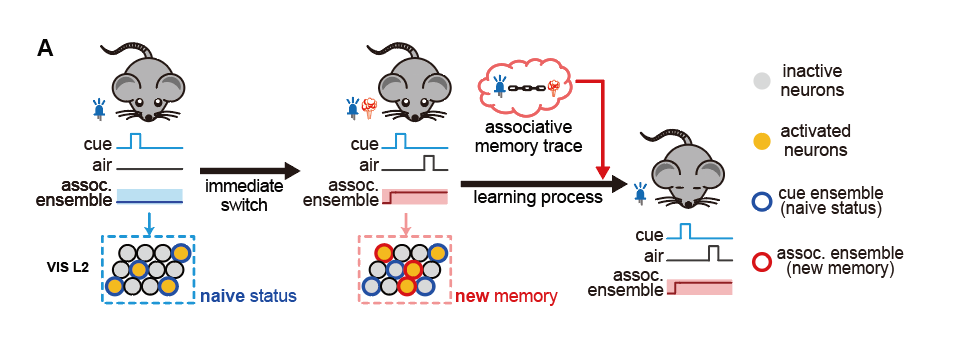 A
cue
air
assoc.
ensemble
VIS L2
naive status
immediate
switch
cue
air
assoc.
ensemble
new memory
associative
memory trace
learning process
cue
air
assoc.
ensemble
inactive
neurons
activated
neurons
cue ensemble
(naive status)
assoc. ensemble
(new memory)